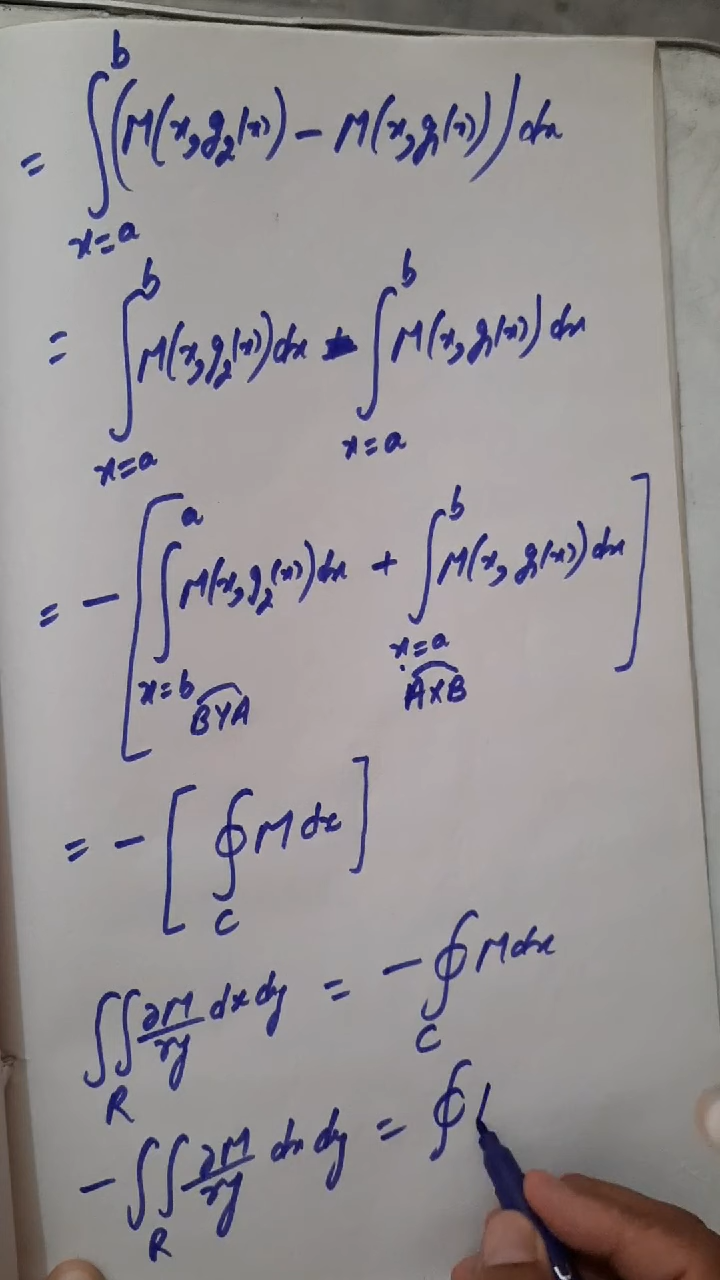 = ∫_{x=a}^{b} (M(x,g₂(x)) − M(x,g₁(x))) dx
= ∫_{x=a}^{b} M(x,g₂(x))dx − ∫_{x=a}^{b} M(x,g₁(x)) dx
= − [ ∫_{x=b}^{a} M(x,g₂(x))dx + ∫_{x=a}^{b} M(x, g₁(x)) dx ]
BYA AXB
= − [ ∮_C M dx ]
∬_R ∂M/∂y dx dy = − ∮_C M dx
− ∬_R ∂M/∂y dx dy = ∮